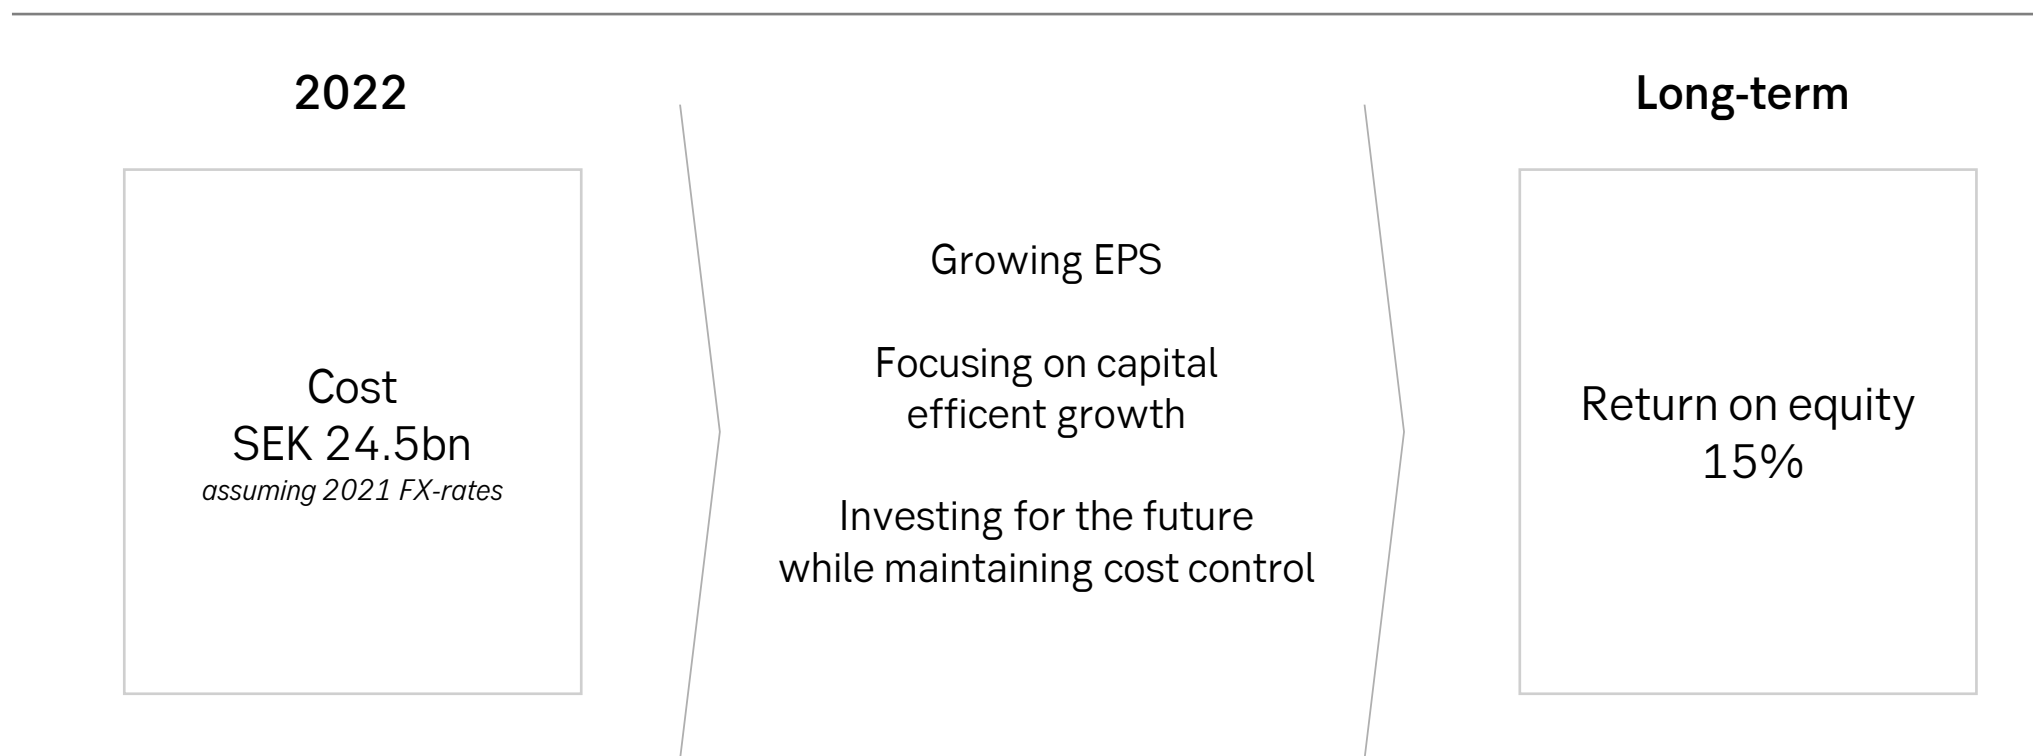 2022
Cost
SEK 24.5bn
assuming 2021 FX-rates
Growing EPS
Focusing on capital
efficent growth
Investing for the future
while maintaining cost control
Long-term
Return on equity
15%